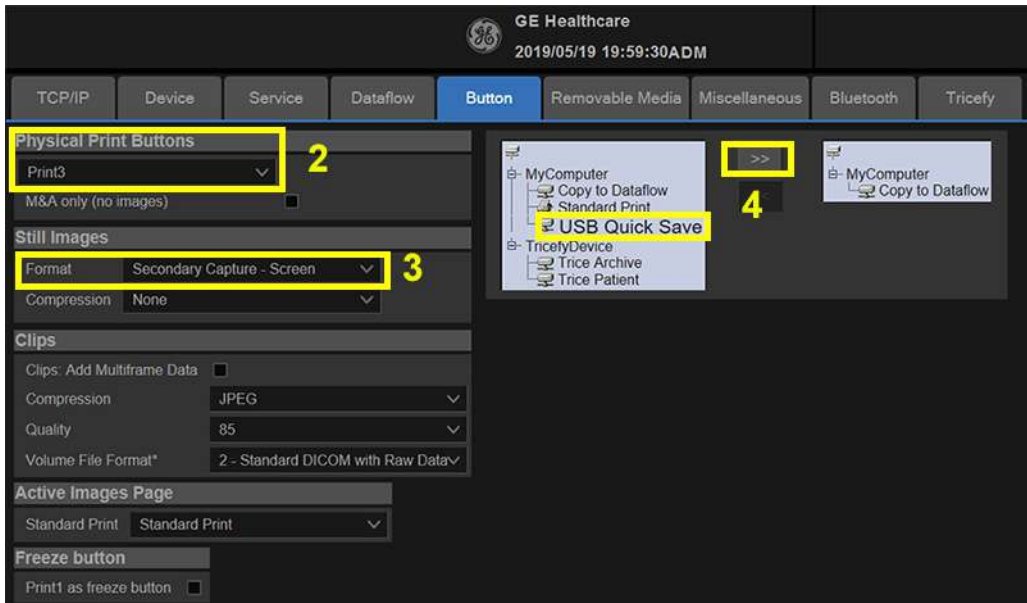 GE Healthcare
2019/05/19 19:59:30ADM
TCP/IP
Device
Service
Dataflow
Button
Removable Media
Miscellaneous
Bluetooth
Tricefy
Physical Print Buttons
Print3
2
M&A only (no images)
Still Images
Format
Secondary Capture - Screen
3
Compression
None
Clips
Clips: Add Multiframe Data
Compression
JPEG
Quality
85
Volume File Format*
2 - Standard DICOM with Raw Data
Active Images Page
Standard Print
Standard Print
Freeze button
Print1 as freeze button
MyComputer
Copy to Dataflow
Standard Print
USB Quick Save
TricefyDevice
Trice Archive
Trice Patient
>>
4
MyComputer
Copy to Dataflow